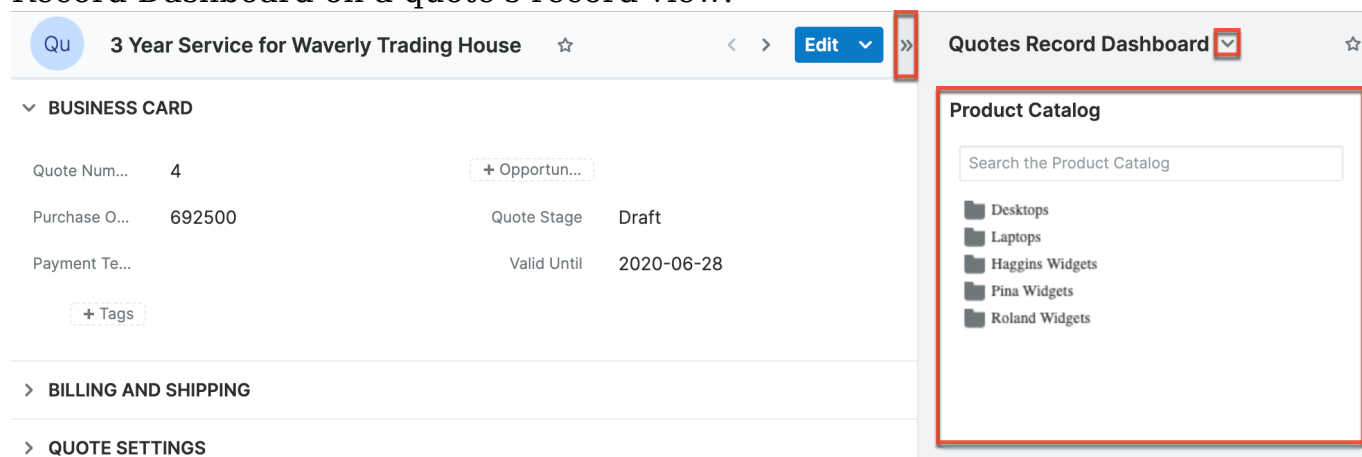 Record Dashboard on a quote's record view.
Qu 3 Year Service for Waverly Trading House Edit Quotes Record Dashboard
BUSINESS CARD
Product Catalog
Quote Num... 4 + Opportun...
Search the Product Catalog
Purchase O... 692500 Quote Stage Draft
Payment Te... Valid Until 2020-06-28
+ Tags
Desktops
Laptops
Haggins Widgets
Pina Widgets
Roland Widgets
BILLING AND SHIPPING
QUOTE SETTINGS